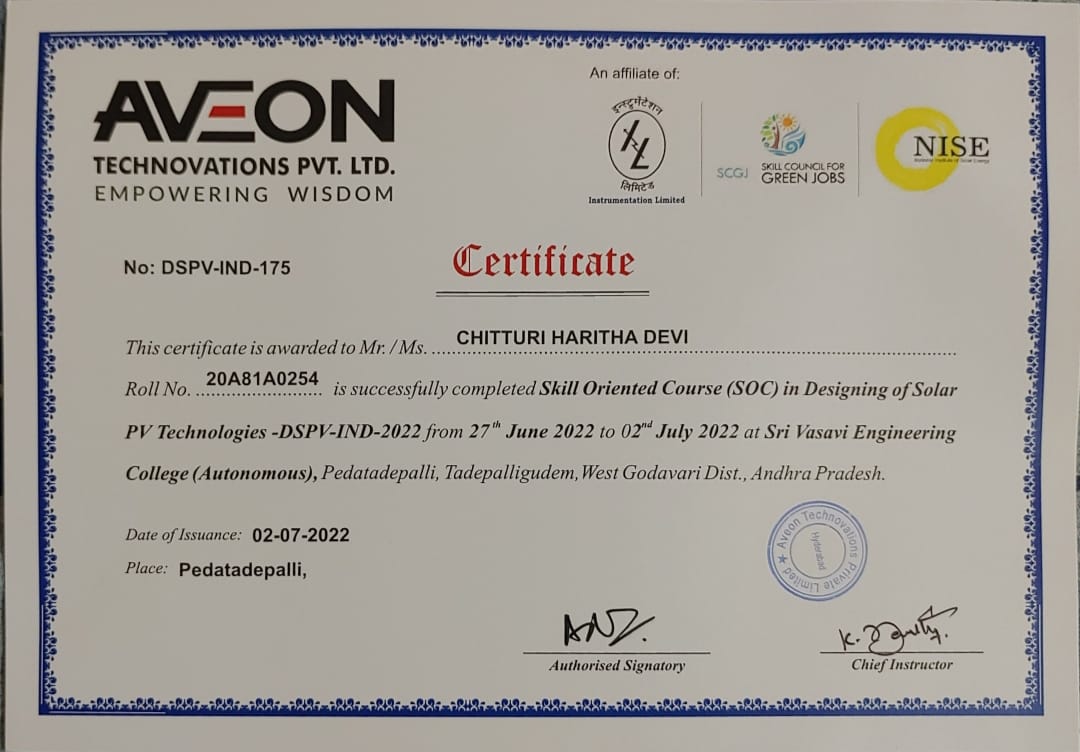 AVEON
TECHNOVATIONS PVT. LTD.
EMPOWERING WISDOM
An affiliate of:
इन्स्ट्रुमेंटेशन
IL
लिमिटेड
Instrumentation Limited
SCGJ
SKILL COUNCIL FOR
GREEN JOBS
NISE
National Institute of Solar Energy
No: DSPV-IND-175
Certificate
This certificate is awarded to Mr. / Ms. CHITTURI HARITHA DEVI
Roll No. 20A81A0254 is successfully completed Skill Oriented Course (SOC) in Designing of Solar
PV Technologies -DSPV-IND-2022 from 27th June 2022 to 02nd July 2022 at Sri Vasavi Engineering
College (Autonomous), Pedatadepalli, Tadepalligudem, West Godavari Dist., Andhra Pradesh.
Date of Issuance: 02-07-2022
Place: Pedatadepalli,
Aveon Technovations Private Limited ★
Hyderabad
Authorised Signatory
Chief Instructor